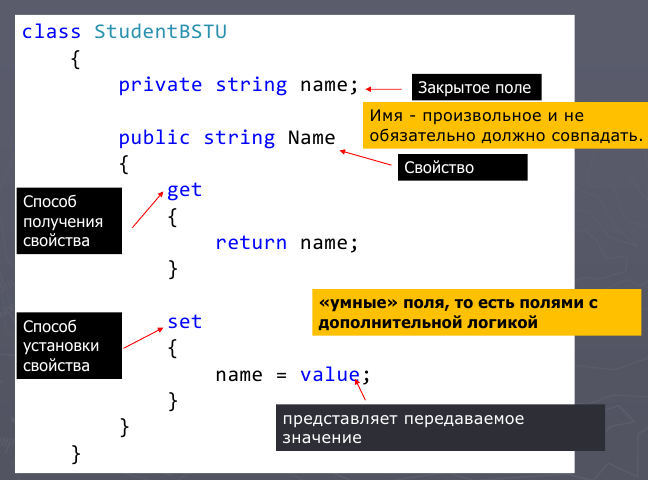 class StudentBSTU
{
private string name;
Закрытое поле
Имя - произвольное и не
обязательно должно совпадать.
public string Name
Свойство
{
Способ
получения
свойства
get
{
return name;
}
«умные» поля, то есть полями с
дополнительной логикой
Способ
установки
свойства
set
{
name = value;
}
представляет передаваемое
значение
}
}